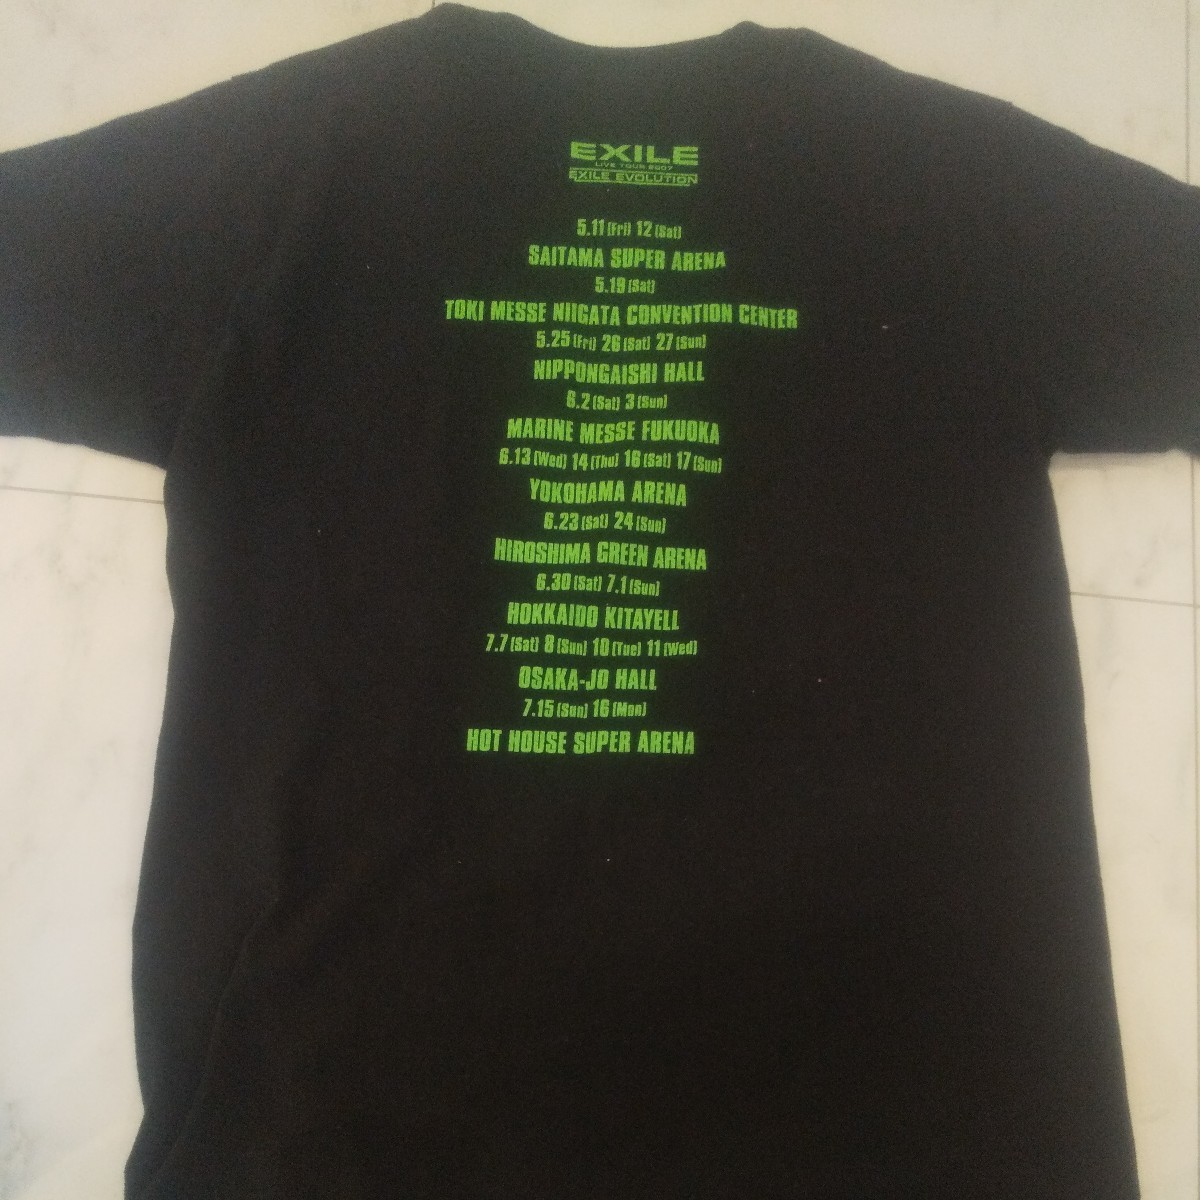 EXILE
LIVE TOUR 2007
EXILE EVOLUTION
5.11 [Fri] 12 [Sat]
SAITAMA SUPER ARENA
5.19 [Sat]
TOKI MESSE NIIGATA CONVENTION CENTER
5.25 [Fri] 26 [Sat] 27 [Sun]
NIPPONGAISHI HALL
6.2 [Sat] 3 [Sun]
MARINE MESSE FUKUOKA
6.13 [Wed] 14 [Thu] 16 [Sat] 17 [Sun]
YOKOHAMA ARENA
6.23 [Sat] 24 [Sun]
HIROSHIMA GREEN ARENA
6.30 [Sat] 7.1 [Sun]
HOKKAIDO KITAYELL
7.7 [Sat] 8 [Sun] 10 [Tue] 11 [Wed]
OSAKA-JO HALL
7.15 [Sun] 16 [Mon]
HOT HOUSE SUPER ARENA